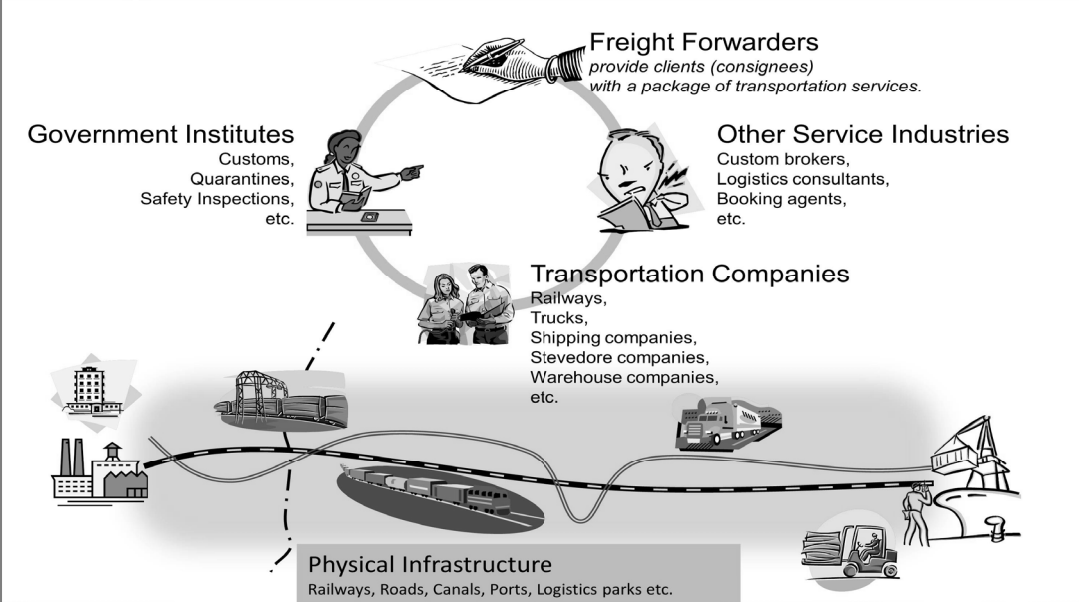 Freight Forwarders
provide clients (consignees)
with a package of transportation services.
Government Institutes
Customs,
Quarantines,
Safety Inspections,
etc.
Other Service Industries
Custom brokers,
Logistics consultants,
Booking agents,
etc.
Transportation Companies
Railways,
Trucks,
Shipping companies,
Stevedore companies,
Warehouse companies,
etc.
Physical Infrastructure
Railways, Roads, Canals, Ports, Logistics parks etc.